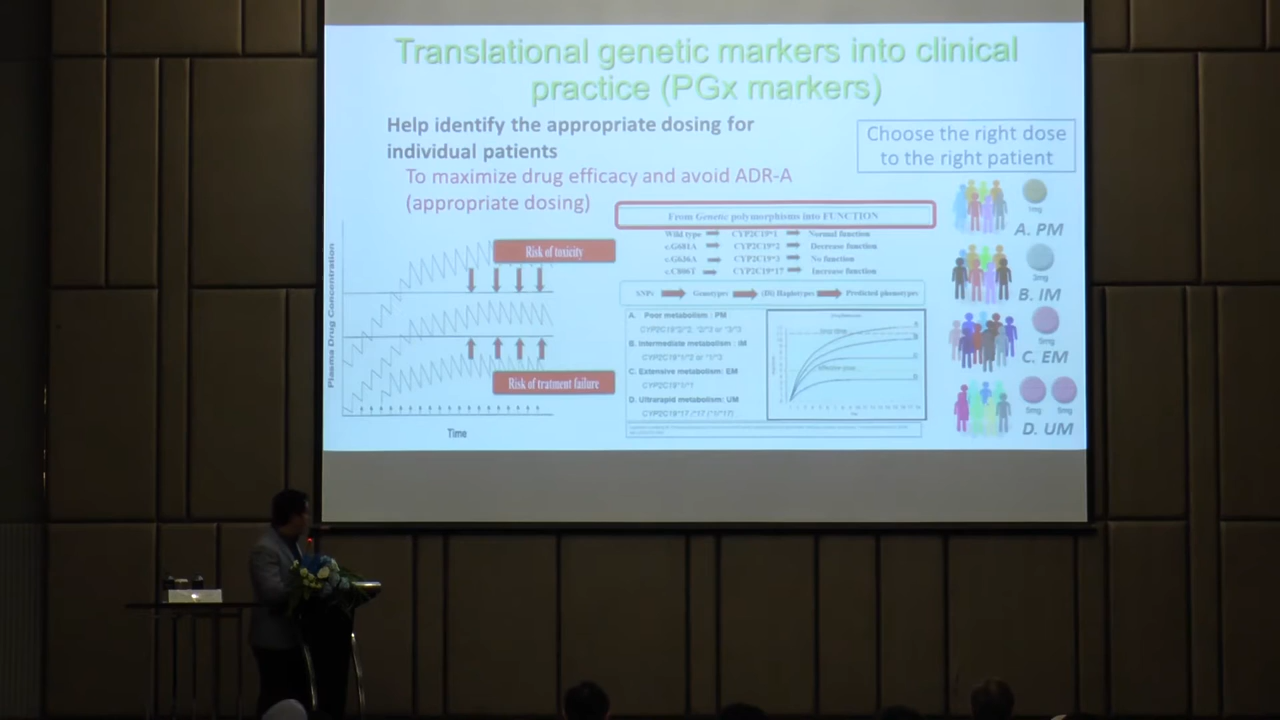 Translational genetic markers into clinical
practice (PGx markers)
Help identify the appropriate dosing for
individual patients
To maximize drug efficacy and avoid ADR-A
(appropriate dosing)
Choose the right dose
to the right patient
Plasma Drug Concentration
Risk of toxicity
Risk of tratment failure
Time
From Genetic polymorphisms into FUNCTION
Wild type CYP2C19*1 Normal function
c.G681A CYP2C19*2 Decrease function
c.G636A CYP2C19*3 No function
c.C806T CYP2C19*17 Increase function
SNPs Genotypes (Di) Haplotypes Predicted phenotypes
A. Poor metabolism : PM
CYP2C19*2/*2, *2/*3 or *3/*3
B. Intermediate metabolism : IM
CYP2C19*1/*2 or *1/*3
C. Extensive metabolism: EM
CYP2C19*1/*1
D. Ultrarapid metabolism: UM
CYP2C19*17/*17 (*1/*17)
1mg
A. PM
3mg
B. IM
5mg
C. EM
5mg 5mg
D. UM